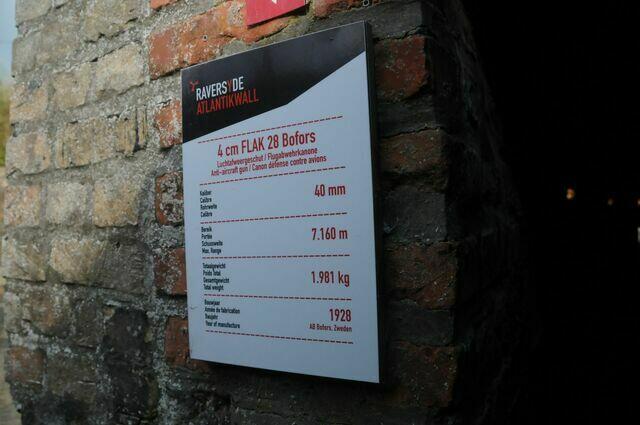 RAVERSYDE
ATLANTIKWALL
4 cm FLAK 28 Bofors
Luchtafweergeschut / Flugabwehrkanone
Anti-aircraft gun / Canon défense contre avions
Kaliber
Calibre
Rohrweite
Calibre
40 mm
Bereik
Portée
Schussweite
Max. Range
7.160 m
Totaalgewicht
Poids Total
Gesamtgewicht
Total weight
1.981 kg
Bouwjaar
Année de fabrication
Baujahr
Year of manufacture
1928
AB Bofors, Zweden